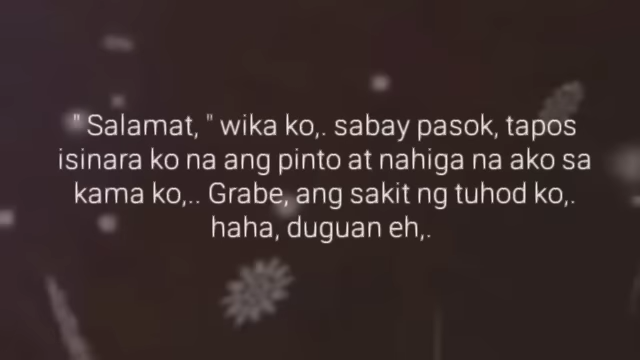 " Salamat, " wika ko,. sabay pasok, tapos
isinara ko na ang pinto at nahiga na ako sa
kama ko,.. Grabe, ang sakit ng tuhod ko,.
haha, duguan eh,.